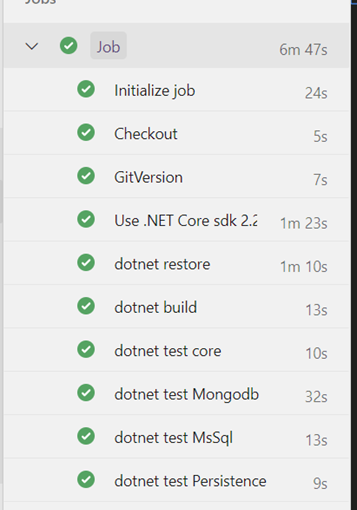 Jobs
Job 6m 47s
Initialize job 24s
Checkout 5s
GitVersion 7s
Use .NET Core sdk 2.2 1m 23s
dotnet restore 1m 10s
dotnet build 13s
dotnet test core 10s
dotnet test Mongodb 32s
dotnet test MsSql 13s
dotnet test Persistence 9s